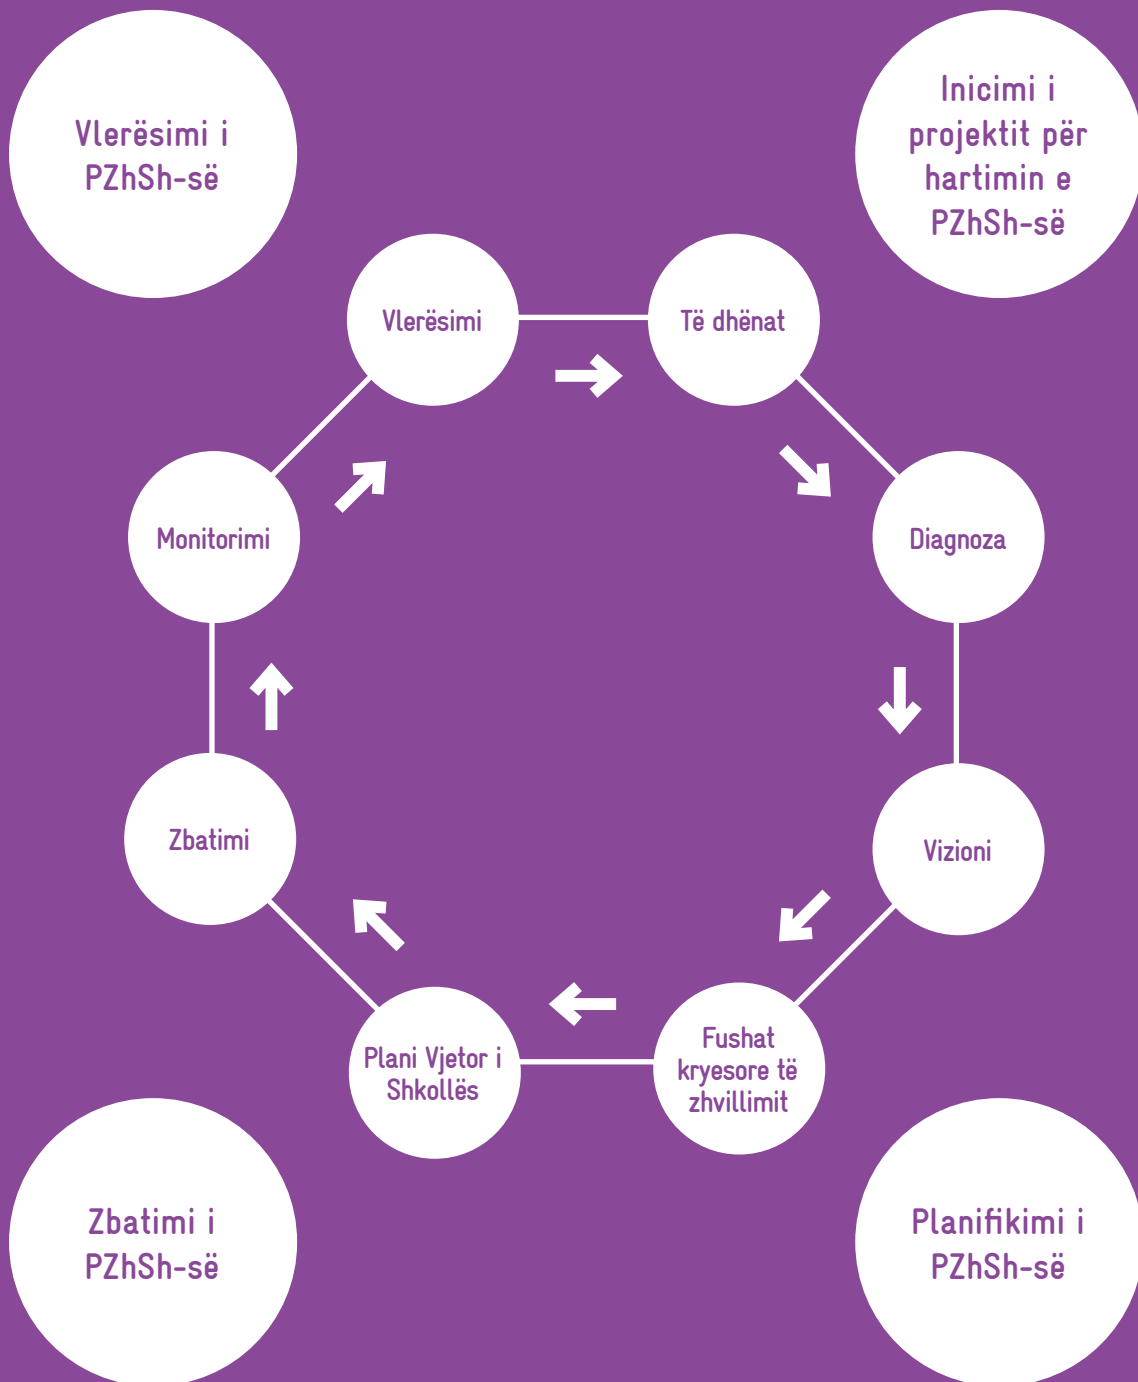 Vlerësimi i
PZhSh-së
Inicimi i
projektit për
hartimin e
PZhSh-së
Vlerësimi
Të dhënat
Monitorimi
Diagnoza
Zbatimi
Vizioni
Plani Vjetor i
Shkollës
Fushat
kryesore të
zhvillimit
Zbatimi i
PZhSh-së
Planifikimi i
PZhSh-së